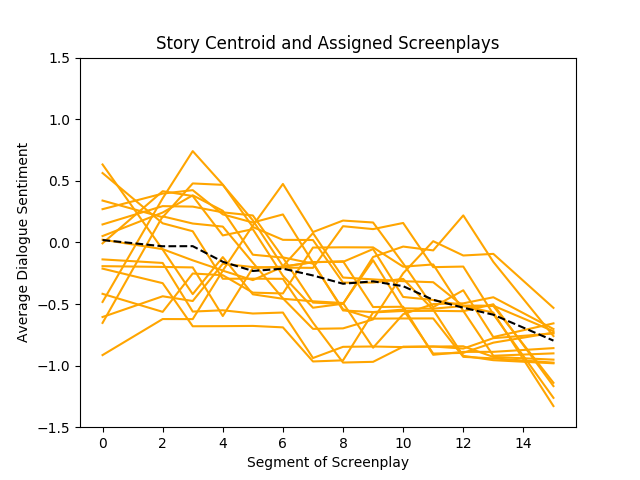 Story Centroid and Assigned Screenplays
Average Dialogue Sentiment
1.5
1.0
0.5
0.0
−0.5
−1.0
−1.5
0 2 4 6 8 10 12 14
Segment of Screenplay